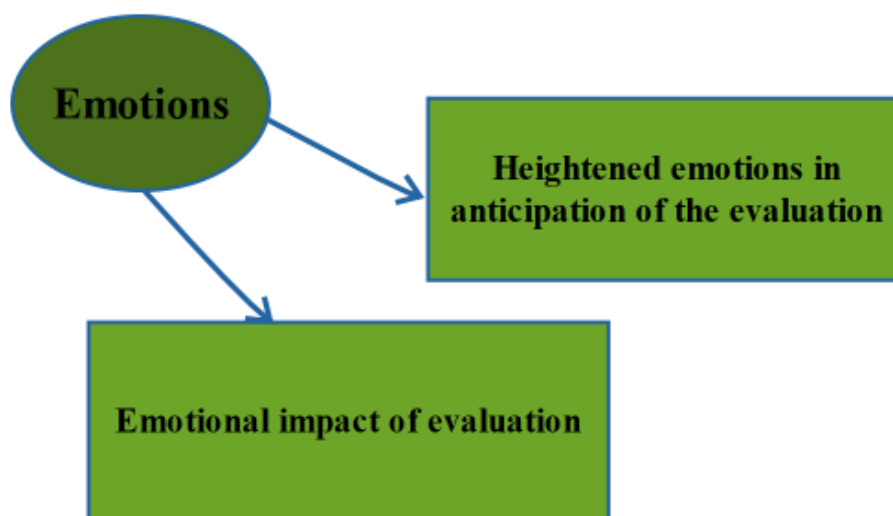 Emotions
Heightened emotions in
anticipation of the evaluation
Emotional impact of evaluation